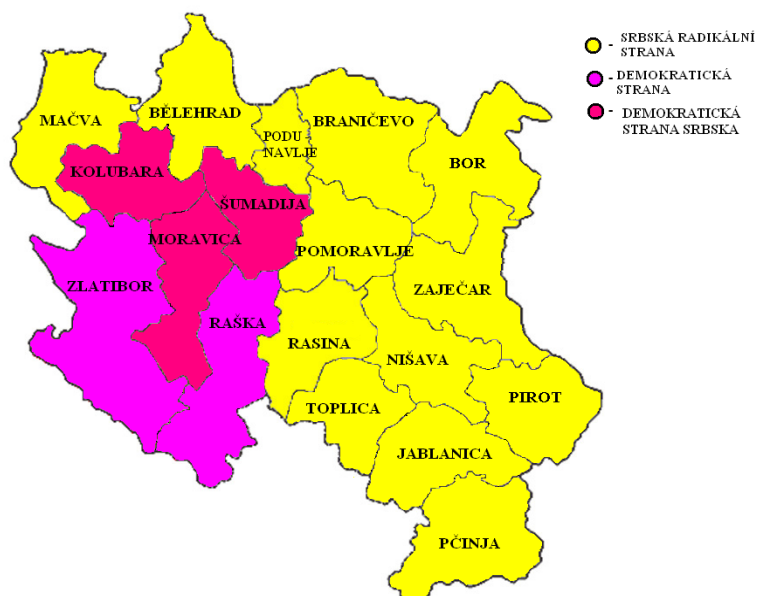 - SRBSKÁ RADIKÁLNÍ
STRANA
- DEMOKRATICKÁ
STRANA
- DEMOKRATICKÁ
STRANA SRBSKA
MAČVA
BĚLEHRAD
PODU
NAVLJE
BRANIČEVO
BOR
KOLUBARA
ŠUMADIJA
MORAVICA
POMORAVLJE
ZLATIBOR
ZAJEČAR
RAŠKA
RASINA
NIŠAVA
PIROT
TOPLICA
JABLANICA
PČINJA